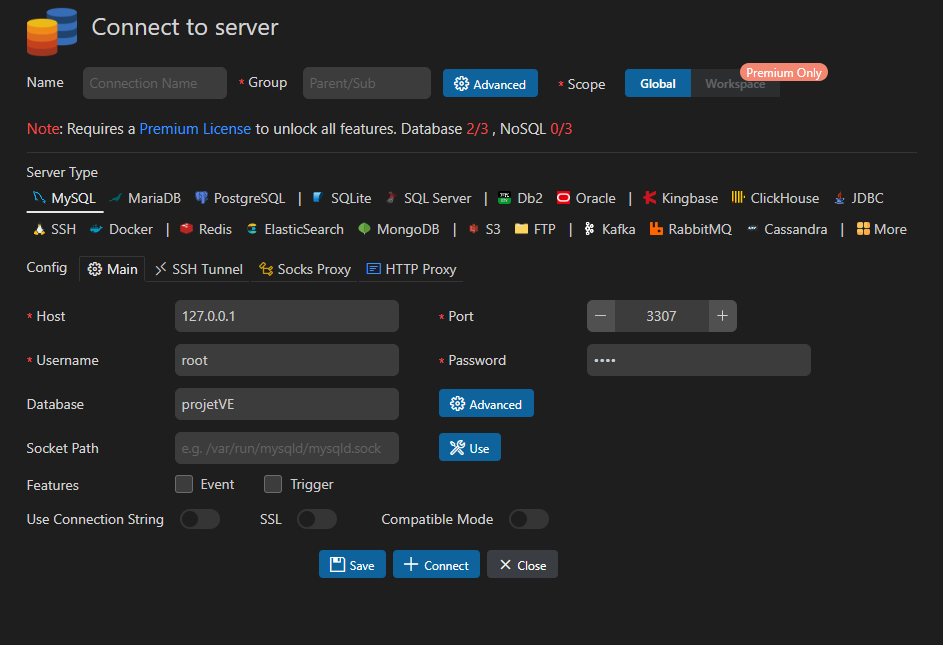 Connect to server
Name Connection Name * Group Parent/Sub Advanced * Scope Global Workspace Premium Only
Note: Requires a Premium License to unlock all features. Database 2/3 , NoSQL 0/3
Server Type
MySQL MariaDB PostgreSQL | SQLite SQL Server | Db2 Oracle | Kingbase ClickHouse JDBC
SSH Docker | Redis ElasticSearch MongoDB | S3 FTP | Kafka RabbitMQ Cassandra | More
Config Main SSH Tunnel Socks Proxy HTTP Proxy
* Host 127.0.0.1 * Port 3307
* Username root * Password ••••
Database projetVE Advanced
Socket Path e.g. /var/run/mysqld/mysqld.sock Use
Features Event Trigger
Use Connection String SSL Compatible Mode
Save Connect Close